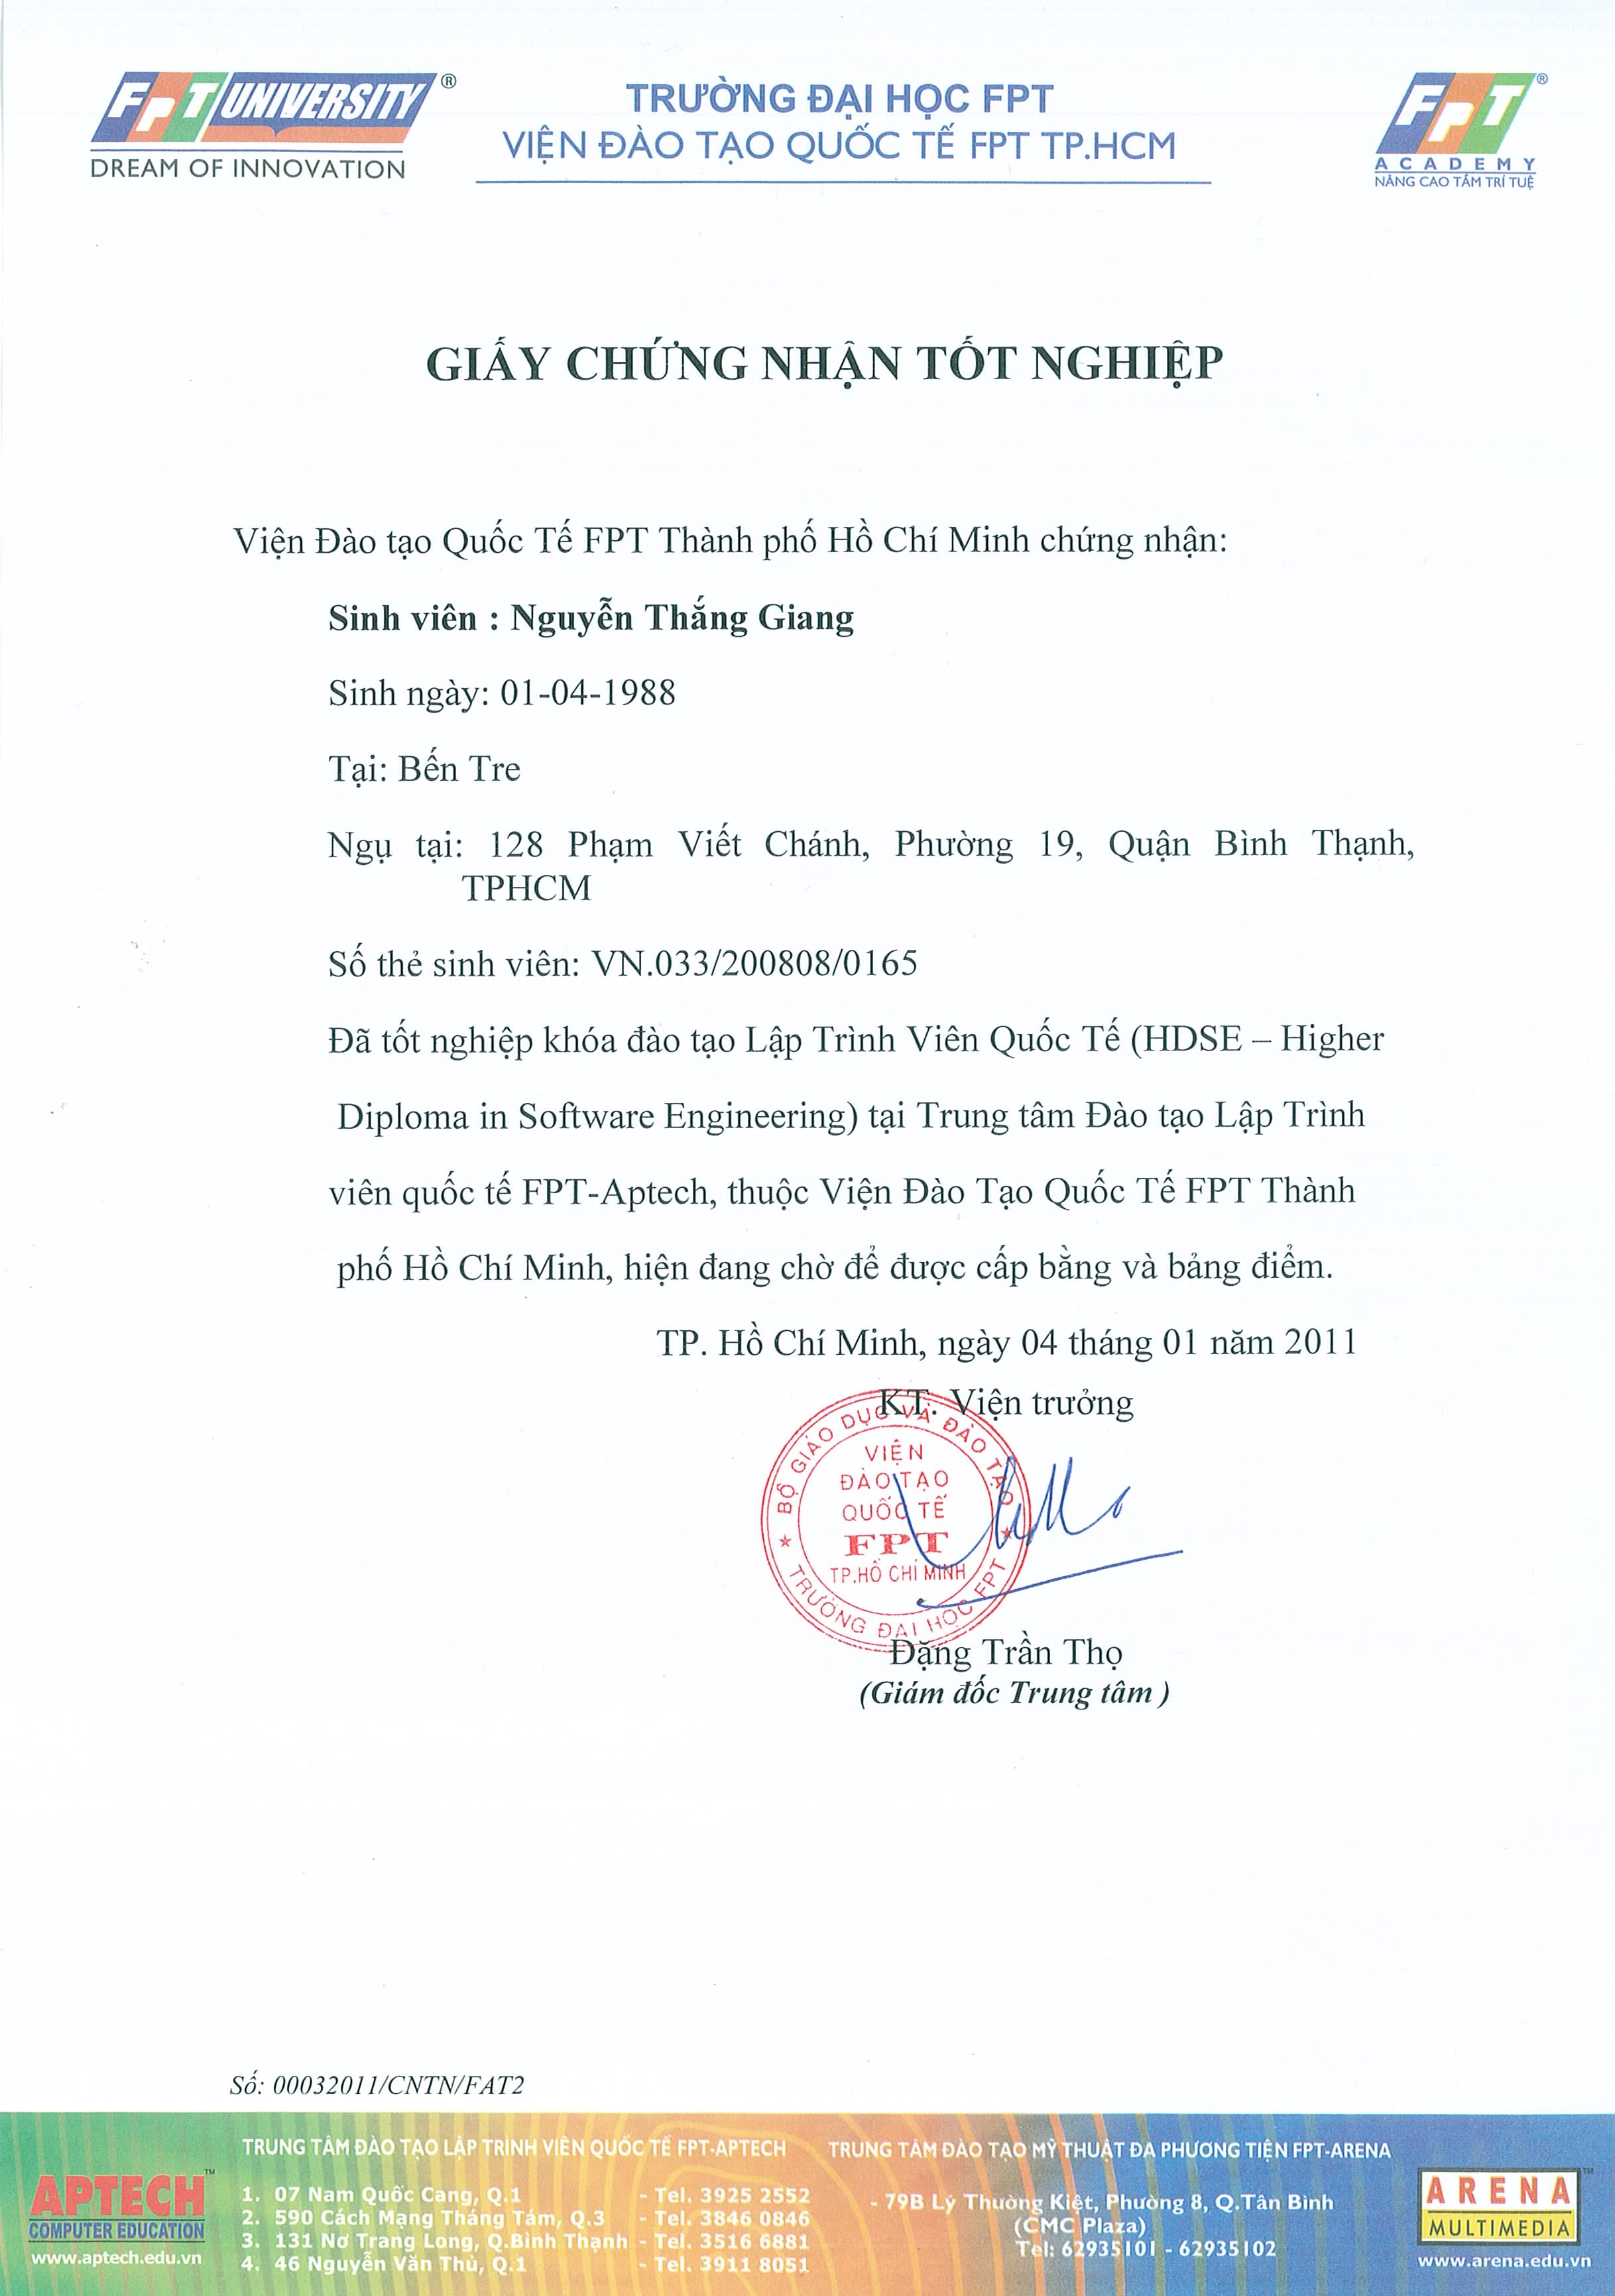 FPT UNIVERSITY ®
DREAM OF INNOVATION
TRƯỜNG ĐẠI HỌC FPT
VIỆN ĐÀO TẠO QUỐC TẾ FPT TP.HCM
FPT ®
ACADEMY
NÂNG CAO TẦM TRÍ TUỆ
GIẤY CHỨNG NHẬN TỐT NGHIỆP
Viện Đào tạo Quốc Tế FPT Thành phố Hồ Chí Minh chứng nhận:
Sinh viên : Nguyễn Thắng Giang
Sinh ngày: 01-04-1988
Tại: Bến Tre
Ngụ tại: 128 Phạm Viết Chánh, Phường 19, Quận Bình Thạnh,
TPHCM
Số thẻ sinh viên: VN.033/200808/0165
Đã tốt nghiệp khóa đào tạo Lập Trình Viên Quốc Tế (HDSE – Higher
Diploma in Software Engineering) tại Trung tâm Đào tạo Lập Trình
viên quốc tế FPT-Aptech, thuộc Viện Đào Tạo Quốc Tế FPT Thành
phố Hồ Chí Minh, hiện đang chờ để được cấp bằng và bảng điểm.
TP. Hồ Chí Minh, ngày 04 tháng 01 năm 2011
KT. Viện trưởng
BỘ GIÁO DỤC VÀ ĐÀO TẠO
VIỆN
ĐÀO TẠO
QUỐC TẾ
FPT
TP.HỒ CHÍ MINH
TRƯỜNG ĐẠI HỌC FPT
Đặng Trần Thọ
(Giám đốc Trung tâm )
Số: 00032011/CNTN/FAT2
TRUNG TÂM ĐÀO TẠO LẬP TRÌNH VIÊN QUỐC TẾ FPT-APTECH
1. 07 Nam Quốc Cang, Q.1 - Tel. 3925 2552
2. 590 Cách Mạng Tháng Tám, Q.3 - Tel. 3846 0846
3. 131 Nơ Trang Long, Q.Bình Thạnh - Tel. 3516 6881
4. 46 Nguyễn Văn Thủ, Q.1 - Tel. 3911 8051
APTECH ™
COMPUTER EDUCATION
www.aptech.edu.vn
TRUNG TÂM ĐÀO TẠO MỸ THUẬT ĐA PHƯƠNG TIỆN FPT-ARENA
- 79B Lý Thường Kiệt, Phường 8, Q.Tân Bình
(CMC Plaza)
Tel: 62935101 - 62935102
ARENA ™
MULTIMEDIA
www.arena.edu.vn